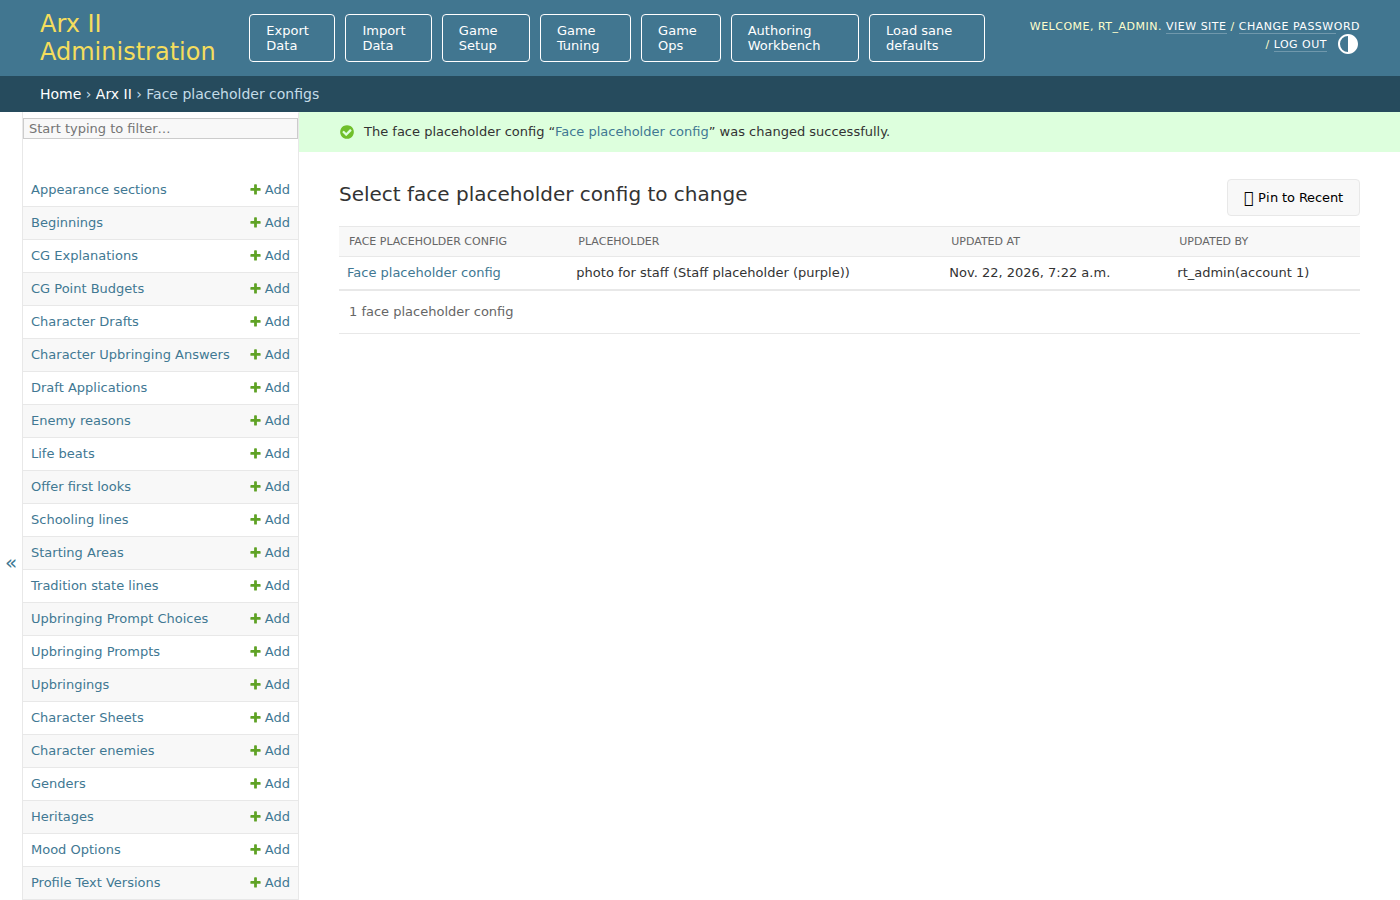 Arx II
Administration
Export
Data
Import
Data
Game
Setup
Game
Tuning
Game
Ops
Authoring
Workbench
Load sane
defaults
WELCOME, RT_ADMIN. VIEW SITE / CHANGE PASSWORD
/ LOG OUT
Home › Arx II › Face placeholder configs
Start typing to filter…
Appearance sections Add
Beginnings Add
CG Explanations Add
CG Point Budgets Add
Character Drafts Add
Character Upbringing Answers Add
Draft Applications Add
Enemy reasons Add
Life beats Add
Offer first looks Add
Schooling lines Add
Starting Areas Add
Tradition state lines Add
Upbringing Prompt Choices Add
Upbringing Prompts Add
Upbringings Add
Character Sheets Add
Character enemies Add
Genders Add
Heritages Add
Mood Options Add
Profile Text Versions Add
«
The face placeholder config “Face placeholder config” was changed successfully.
Select face placeholder config to change
Pin to Recent
FACE PLACEHOLDER CONFIG PLACEHOLDER UPDATED AT UPDATED BY
Face placeholder config photo for staff (Staff placeholder (purple)) Nov. 22, 2026, 7:22 a.m. rt_admin(account 1)
1 face placeholder config